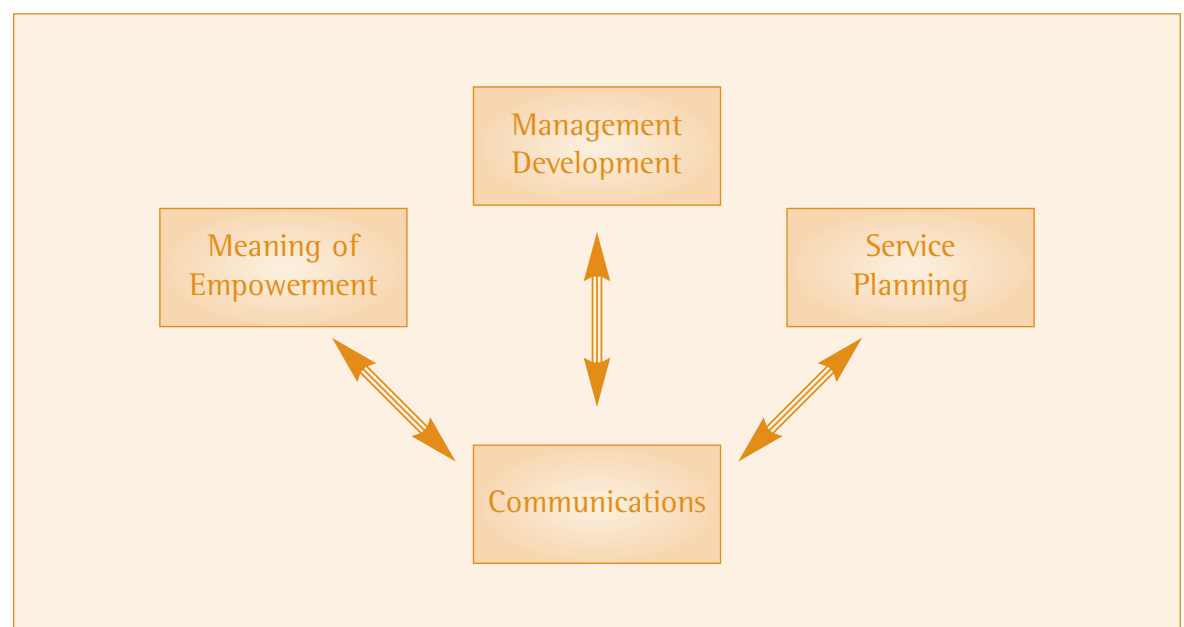 Management
Development
Meaning of
Empowerment
Service
Planning
Communications